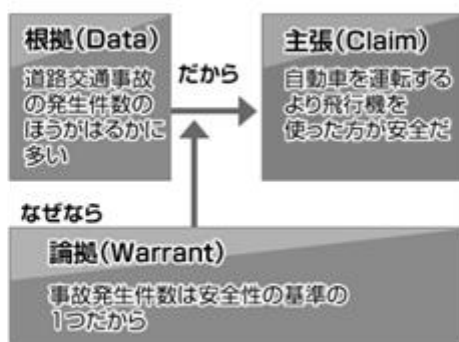 根拠(Data)
道路交通事故
の発生件数の
ほうがはるかに
多い
だから
主張(Claim)
自動車を運転する
より飛行機を
使った方が安全だ
なぜなら
論拠(Warrant)
事故発生件数は安全性の基準の
1つだから